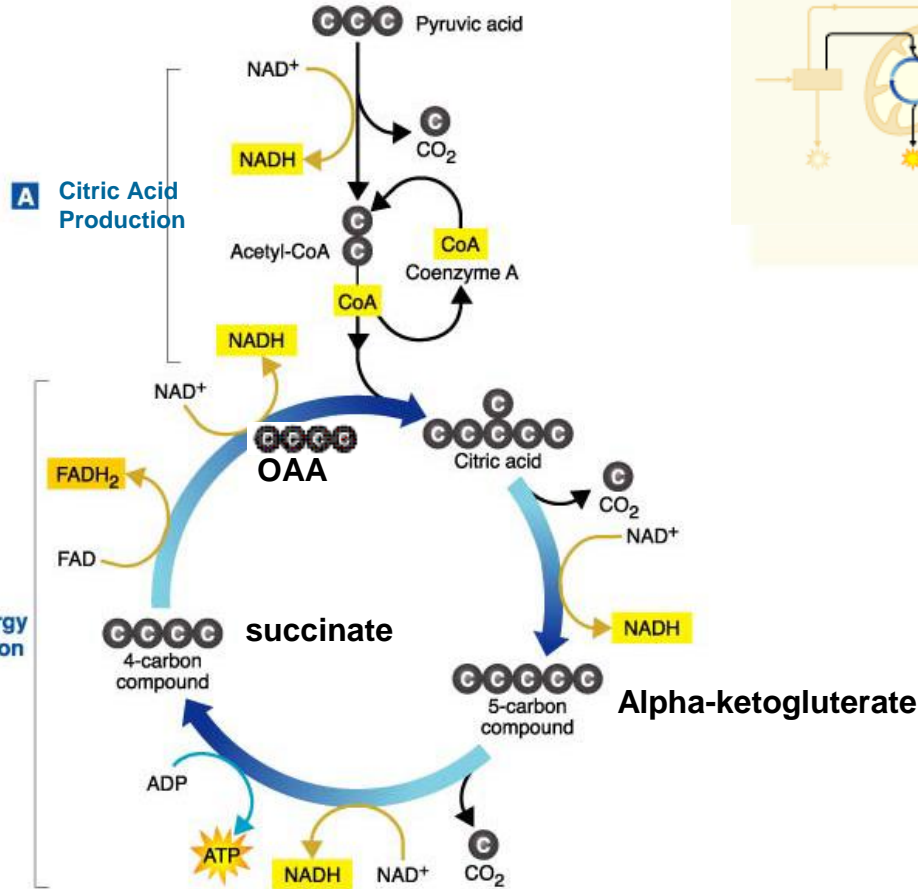 C C C Pyruvic acid
NAD+
C
CO2
NADH
A Citric Acid
Production
C
C
Acetyl-CoA
CoA
Coenzyme A
CoA
NADH
NAD+
C C C C
OAA
C
C C C C C
Citric acid
FADH2
C
CO2
NAD+
FAD
NADH
C C C C
4-carbon
compound
succinate
C C C C C
5-carbon
compound
Alpha-ketogluterate
ADP
ATP
NADH
NAD+
C
CO2